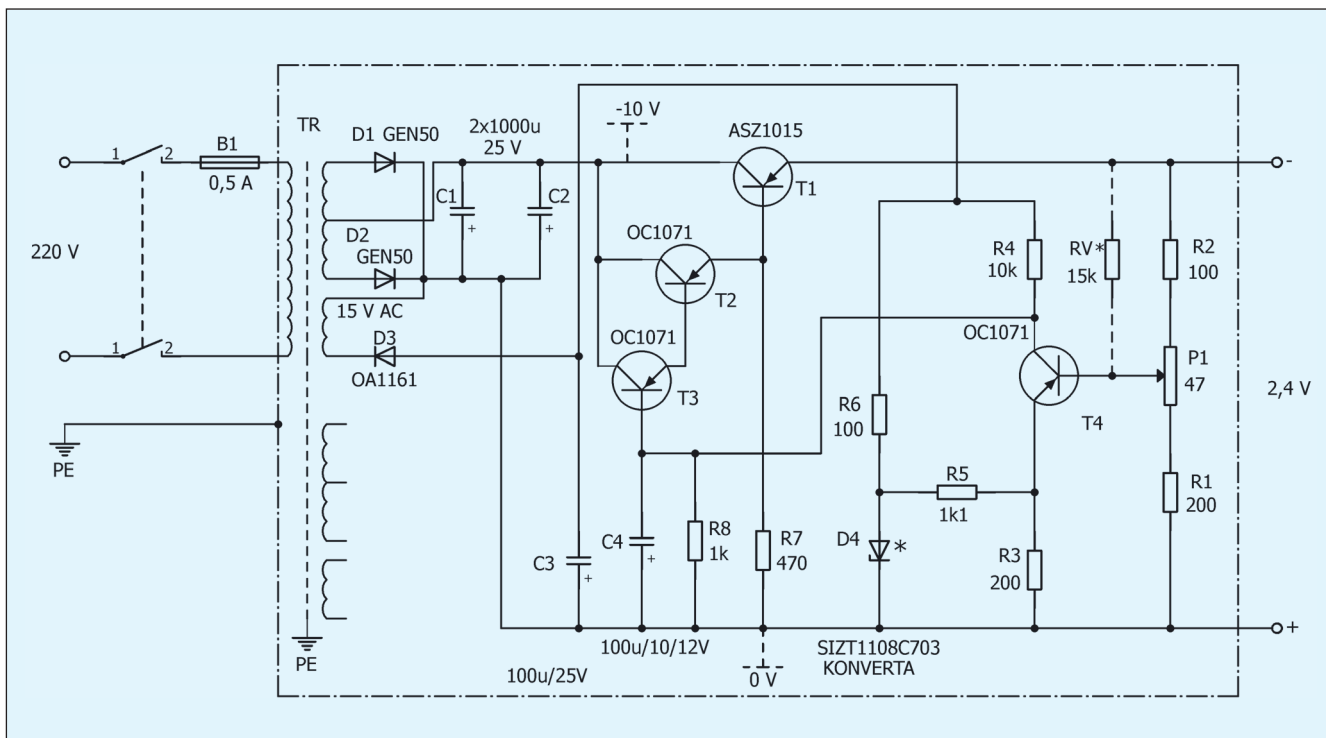 -10 V
TR
D1 GEN50
2x1000u
25 V
ASZ1015
1
2
B1
0,5 A
T1
-
C1
+
C2
+
D2
GEN50
OC1071
220 V
R4
10k
RV*
15k
R2
100
T2
15 V AC
1
2
D3
OA1161
OC1071
T3
OC1071
P1
47
2,4 V
R6
100
T4
PE
R5
1k1
R1
200
C3
+
C4
+
R8
1k
R7
470
D4
*
R3
200
+
PE
100u/25V
100u/10/12V
0 V
SIZT1108C703
KONVERTA